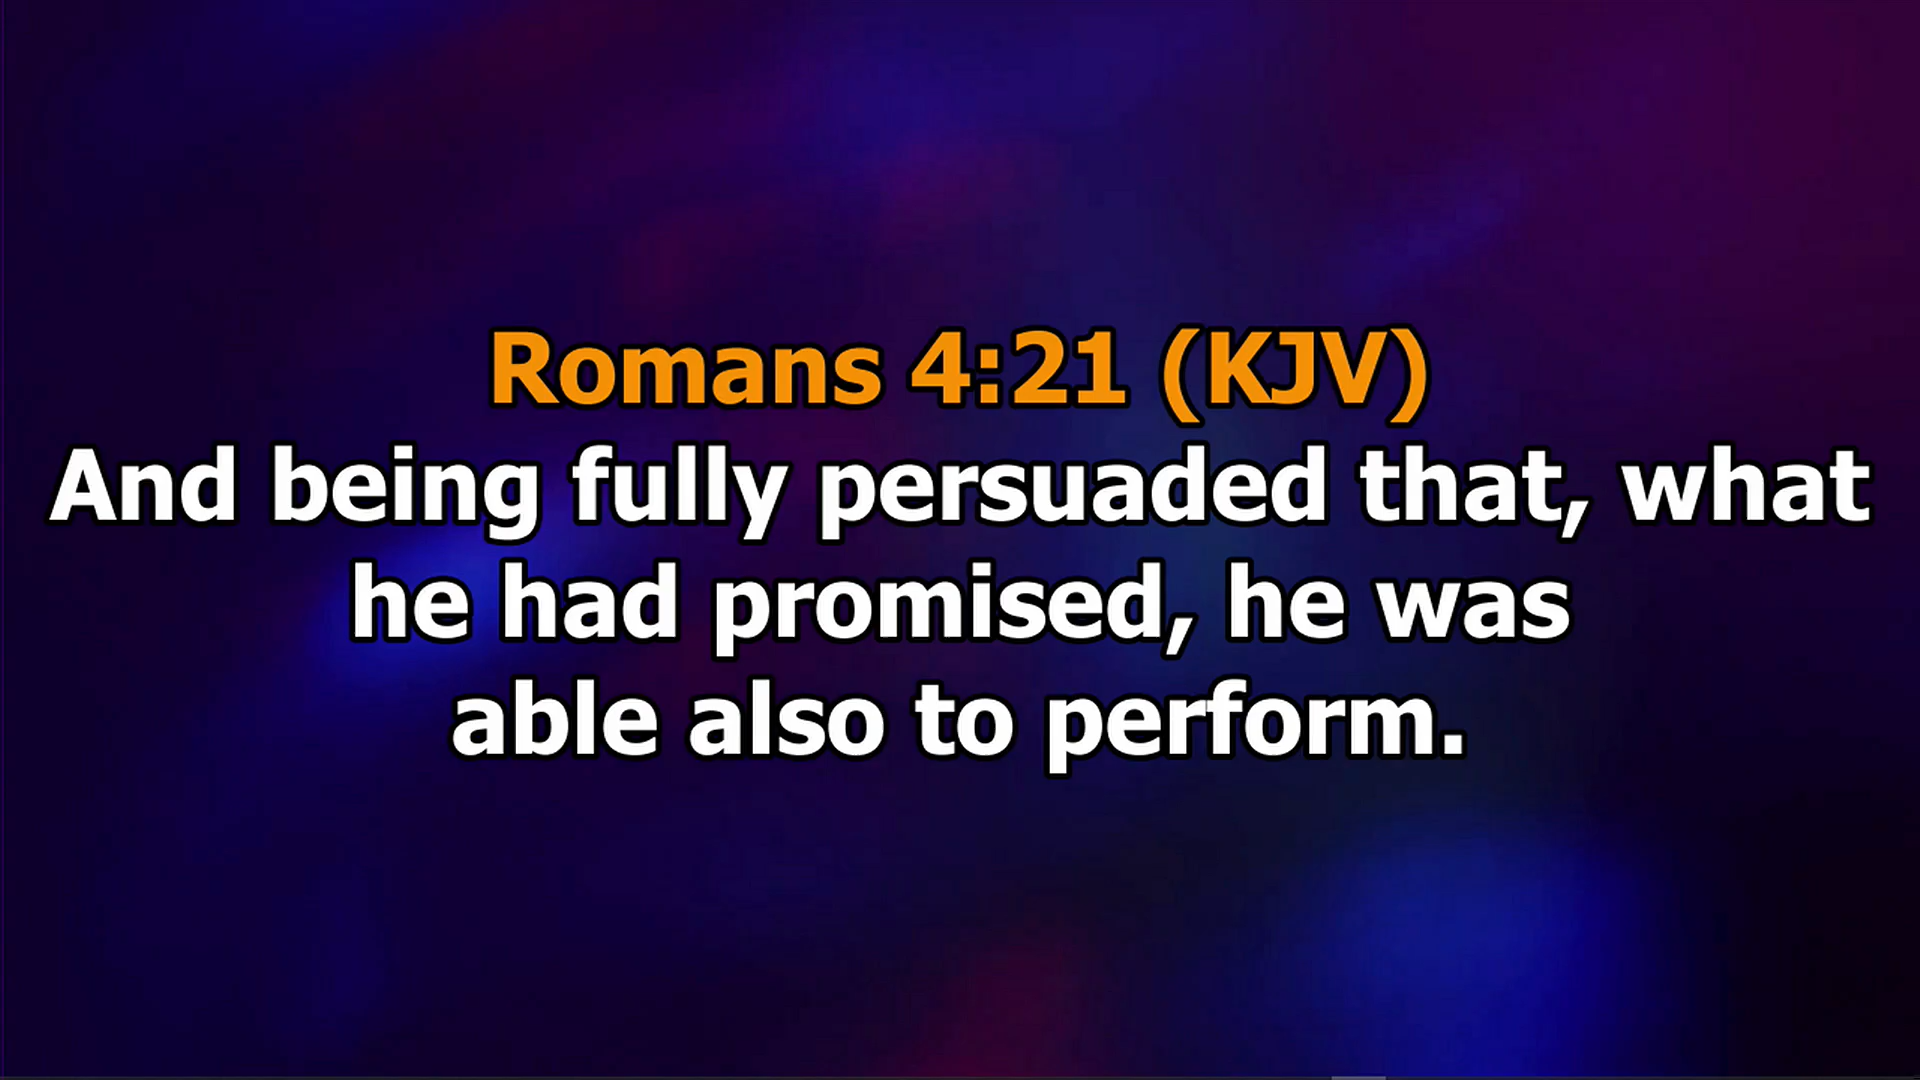 Romans 4:21 (KJV)
And being fully persuaded that, what
he had promised, he was
able also to perform.